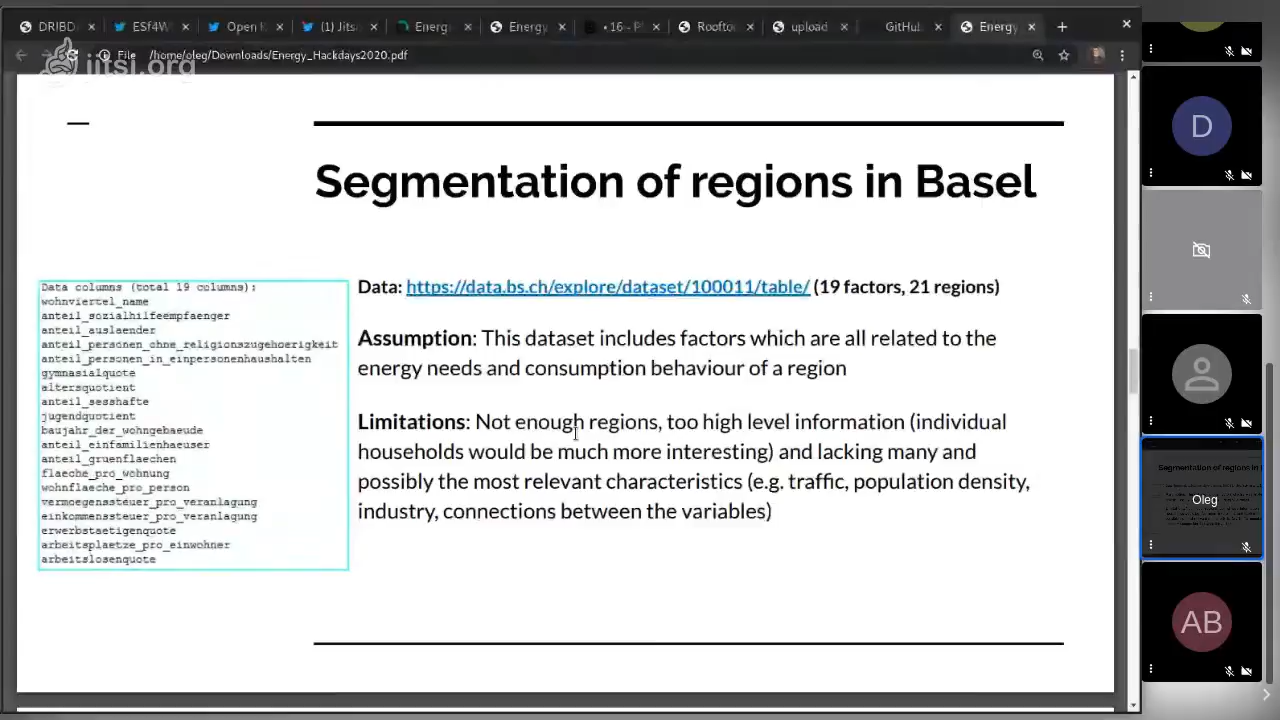 DRIBD
ESf4W
Open
(1) Jits
Energ
Energy
Roofto
upload
GitHub
Energy
File /home/oleg/Downloads/Energy_Hackdays2020.pdf
jitsi.org
Segmentation of regions in Basel
Data columns (total 19 columns):
wohnviertel_name
anteil_sozialhilfeempfaenger
anteil_auslaender
anteil_personen_ohne_religionszugehoerigkeit
anteil_personen_in_einpersonenhaushalten
gymnasialquote
altersquotient
anteil_sesshafte
jugendquotient
baujahr_der_wohngebaeude
anteil_einfamilienhaeuser
anteil_gruenflaechen
flaeche_pro_wohnung
wohnflaeche_pro_person
vermoegenssteuer_pro_veranlagung
einkommenssteuer_pro_veranlagung
erwerbstaetigenquote
arbeitsplaetze_pro_einwohner
arbeitslosenquote
Data: https://data.bs.ch/explore/dataset/100011/table/ (19 factors, 21 regions)
Assumption: This dataset includes factors which are all related to the
energy needs and consumption behaviour of a region
Limitations: Not enough regions, too high level information (individual
households would be much more interesting) and lacking many and
possibly the most relevant characteristics (e.g. traffic, population density,
industry, connections between the variables)
D
Oleg
AB